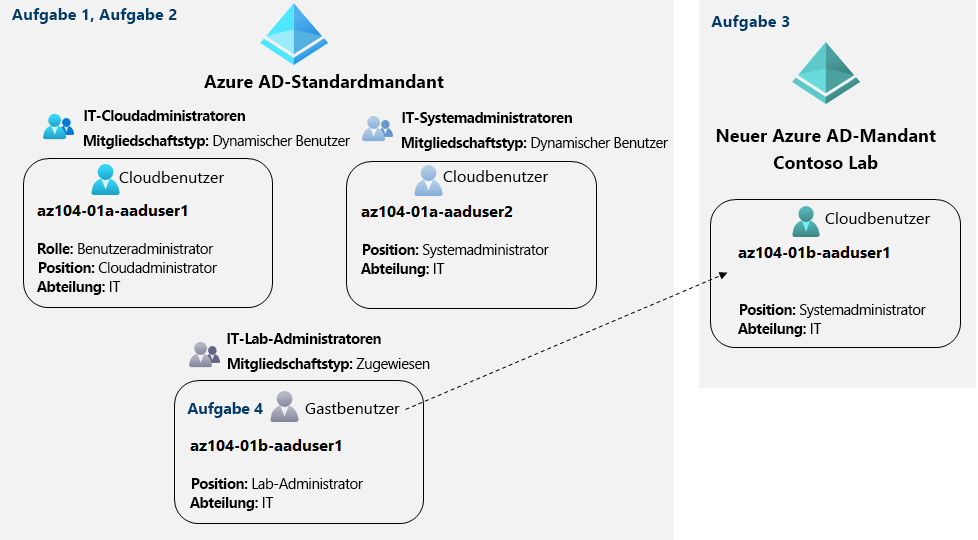 Aufgabe 1, Aufgabe 2
Azure AD-Standardmandant
IT-Cloudadministratoren
Mitgliedschaftstyp: Dynamischer Benutzer
Cloudbenutzer
az104-01a-aaduser1
Rolle: Benutzeradministrator
Position: Cloudadministrator
Abteilung: IT
IT-Systemadministratoren
Mitgliedschaftstyp: Dynamischer Benutzer
Cloudbenutzer
az104-01a-aaduser2
Position: Systemadministrator
Abteilung: IT
IT-Lab-Administratoren
Mitgliedschaftstyp: Zugewiesen
Aufgabe 4
Gastbenutzer
az104-01b-aaduser1
Position: Lab-Administrator
Abteilung: IT
Aufgabe 3
Neuer Azure AD-Mandant
Contoso Lab
Cloudbenutzer
az104-01b-aaduser1
Position: Systemadministrator
Abteilung: IT